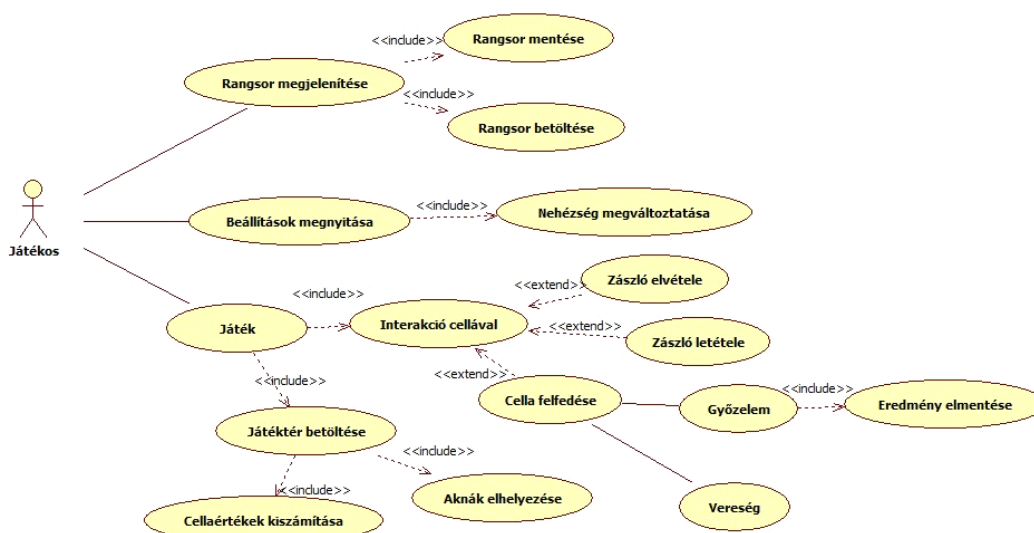 <<include>>
Rangsor mentése
Rangsor megjelenítése
<<include>>
Rangsor betöltése
Játékos
Beállítások megnyitása
<<include>>
Nehézség megváltoztatása
Játék
<<include>>
Interakció cellával
<<extend>>
Zászló elvétele
<<extend>>
Zászló letétele
<<extend>>
Cella felfedése
Győzelem
<<include>>
Eredmény elmentése
Vereség
<<include>>
Játéktér betöltése
<<include>>
Aknák elhelyezése
<<include>>
Cellaértékek kiszámítása